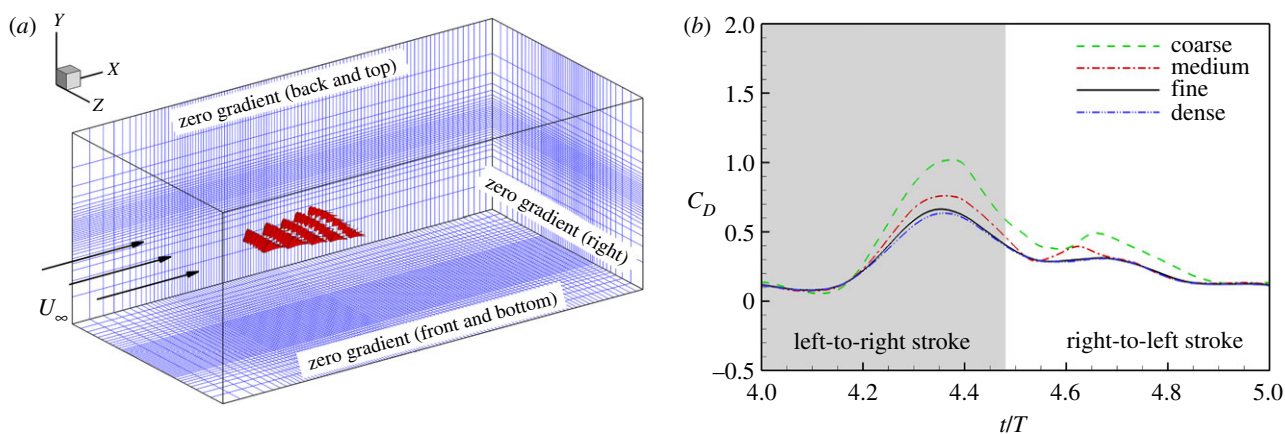 (a)
Y
X
Z
zero gradient (back and top)
zero gradient (right)
zero gradient (front and bottom)
U∞
(b)
2.0
1.5
1.0
0.5
0
−0.5
C_D
coarse
medium
fine
dense
left-to-right stroke
right-to-left stroke
4.0 4.2 4.4 4.6 4.8 5.0
t/T